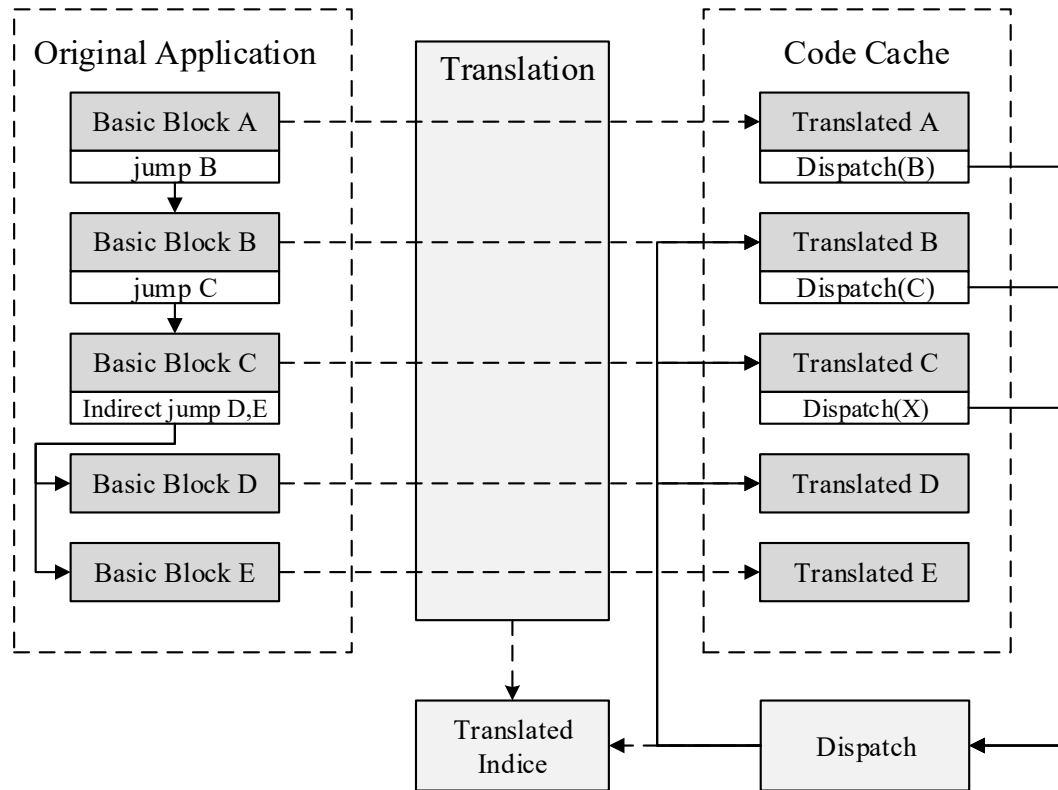 Original Application
Basic Block A
jump B
Basic Block B
jump C
Basic Block C
Indirect jump D,E
Basic Block D
Basic Block E
Translation
Translated
Indice
Code Cache
Translated A
Dispatch(B)
Translated B
Dispatch(C)
Translated C
Dispatch(X)
Translated D
Translated E
Dispatch